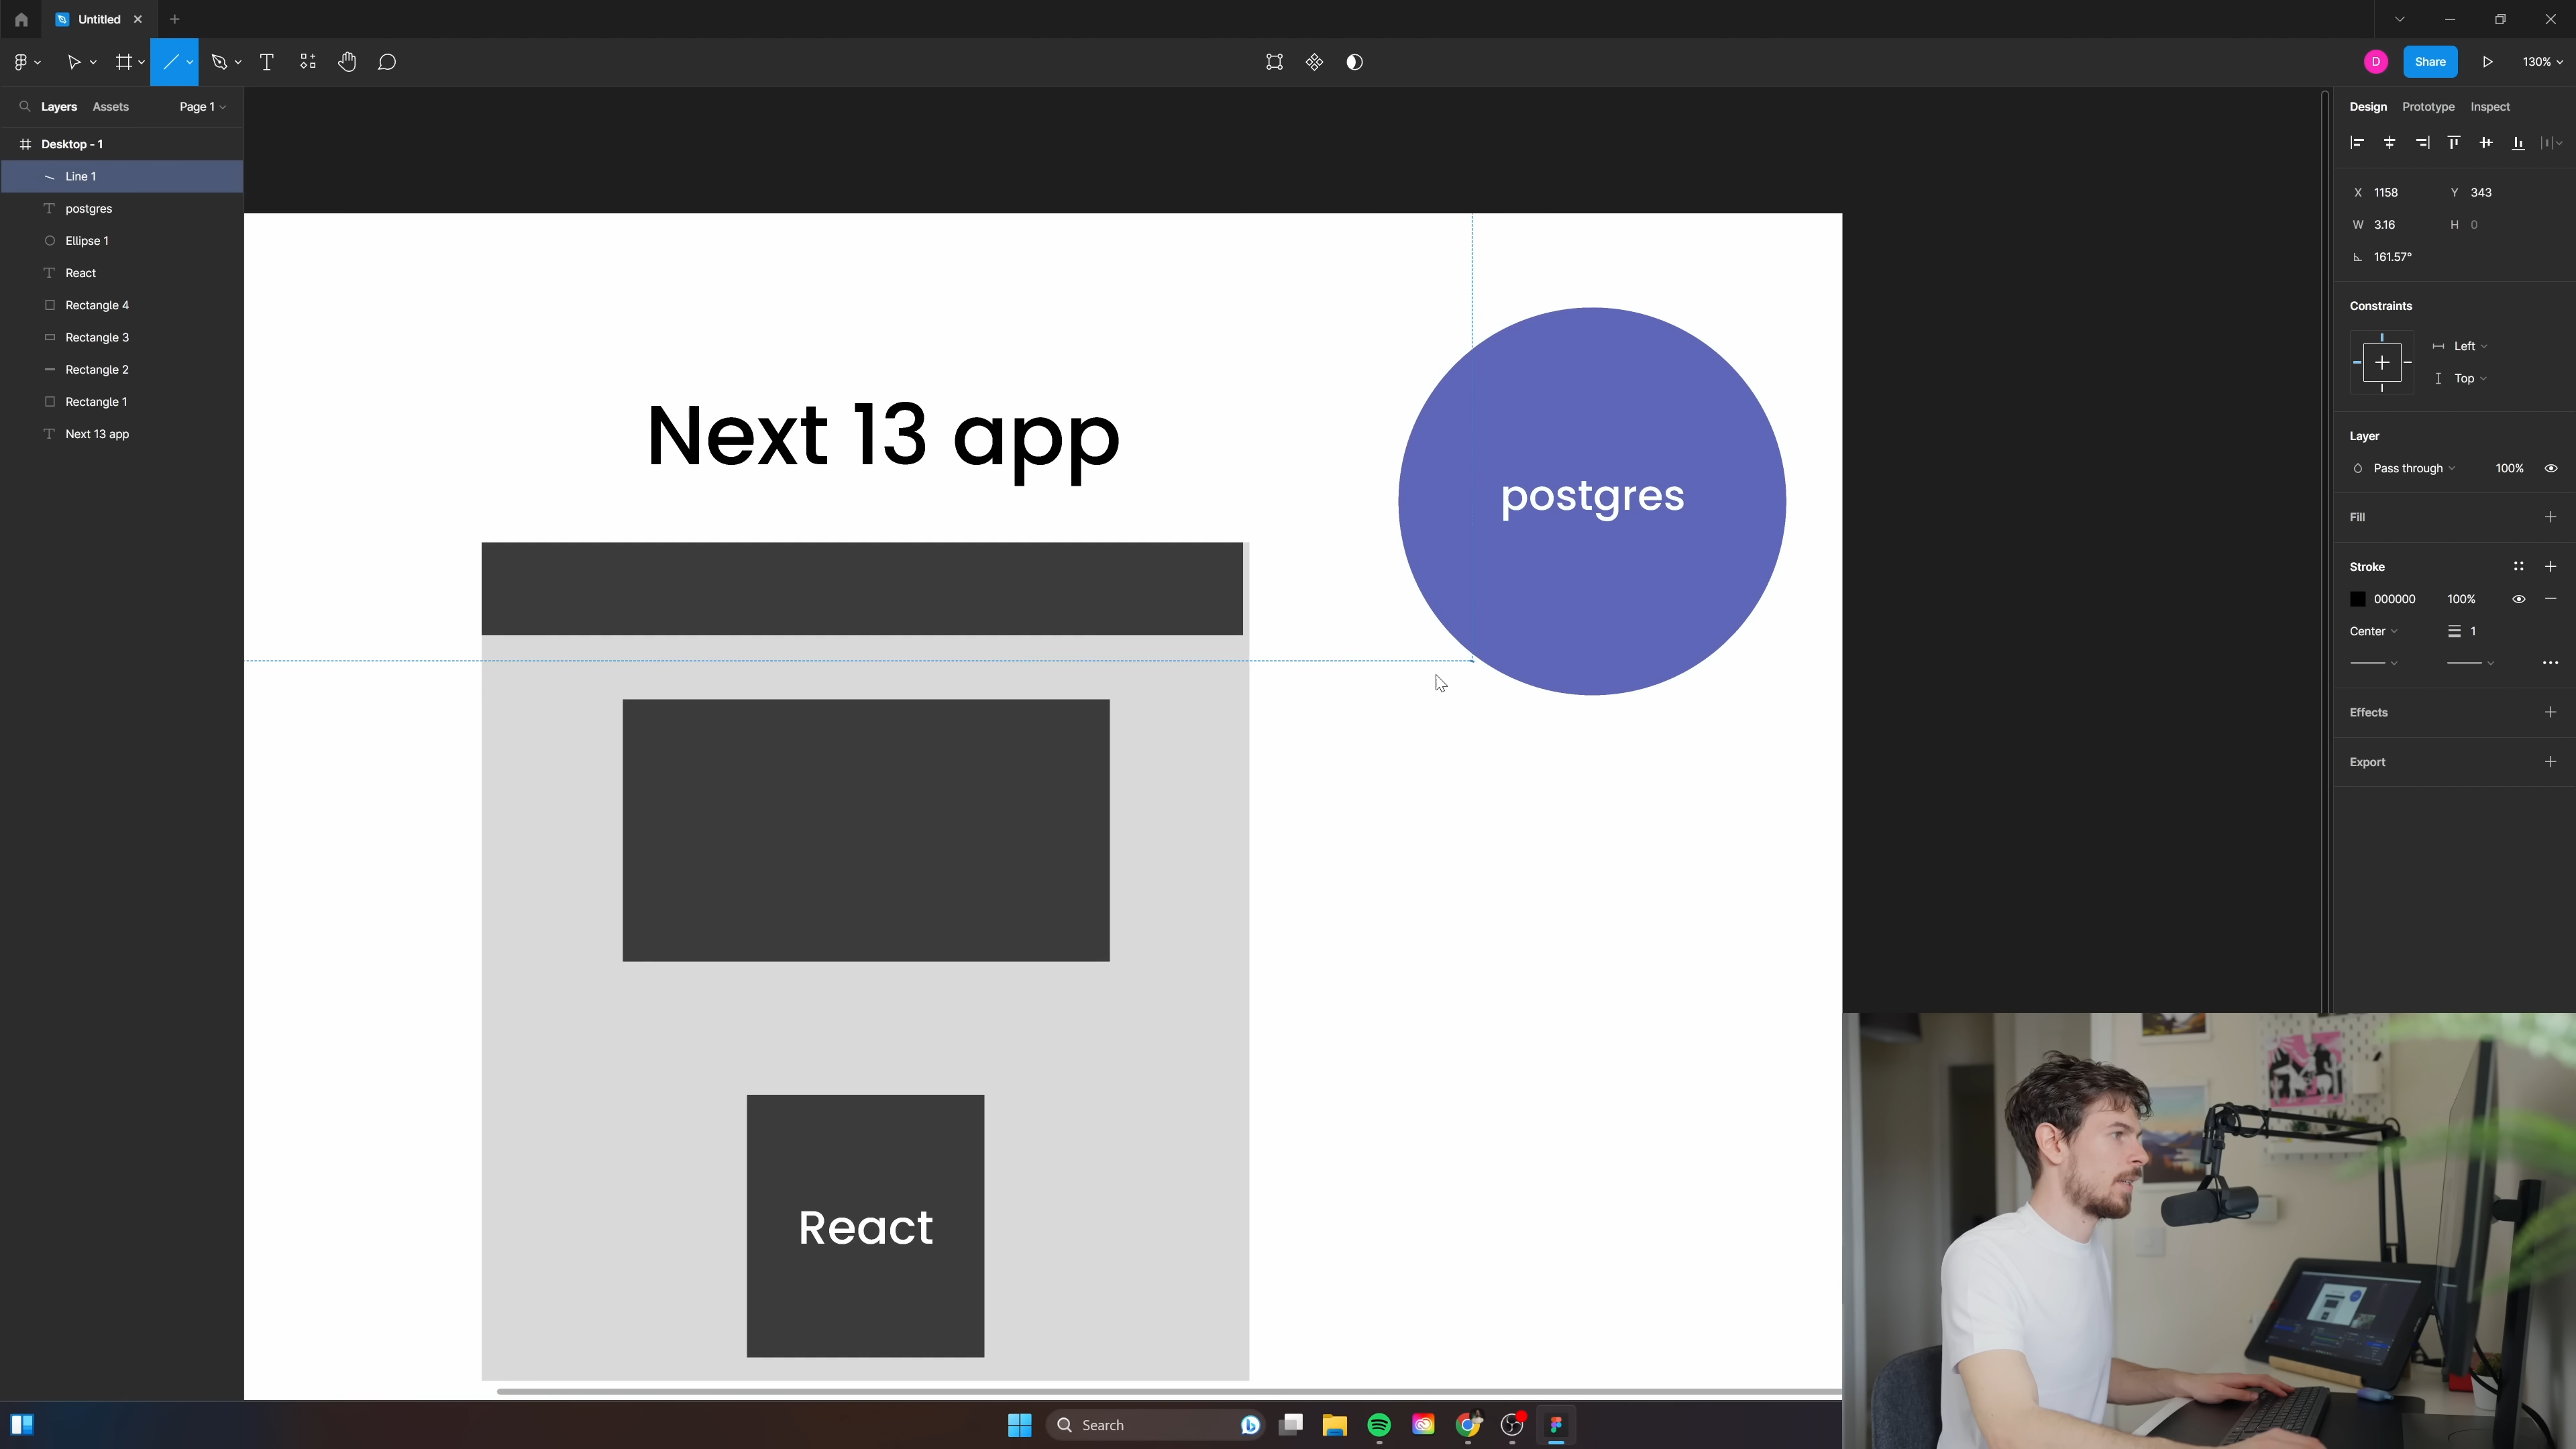 Untitled
D
Share
130%
Layers
Assets
Page 1
Design
Prototype
Inspect
Desktop - 1
Line 1
postgres
Ellipse 1
React
Rectangle 4
Rectangle 3
Rectangle 2
Rectangle 1
Next 13 app
Next 13 app
postgres
React
X 1158
Y 343
W 3.16
H 0
161.57°
Constraints
Left
Top
Layer
Pass through
100%
Fill
Stroke
000000
100%
Center
1
Effects
Export
Search